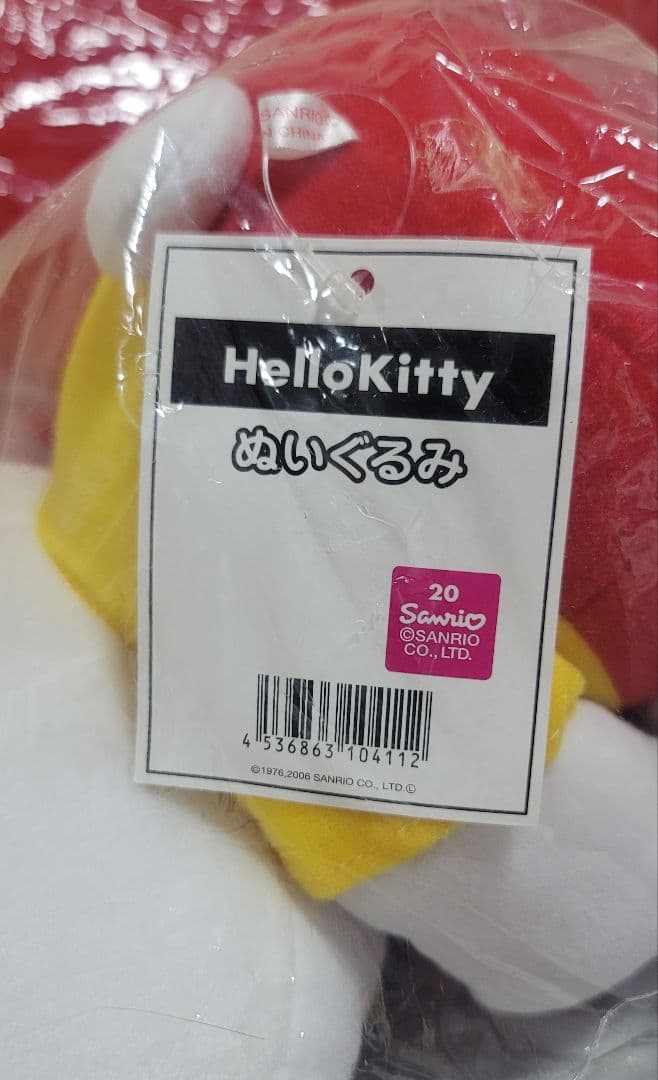 SANRIO
N CHINA
HelloKitty
ぬいぐるみ
20
Sanrio
©SANRIO
CO., LTD.
4 536863 104112
©1976,2006 SANRIO CO., LTD.Ⓛ